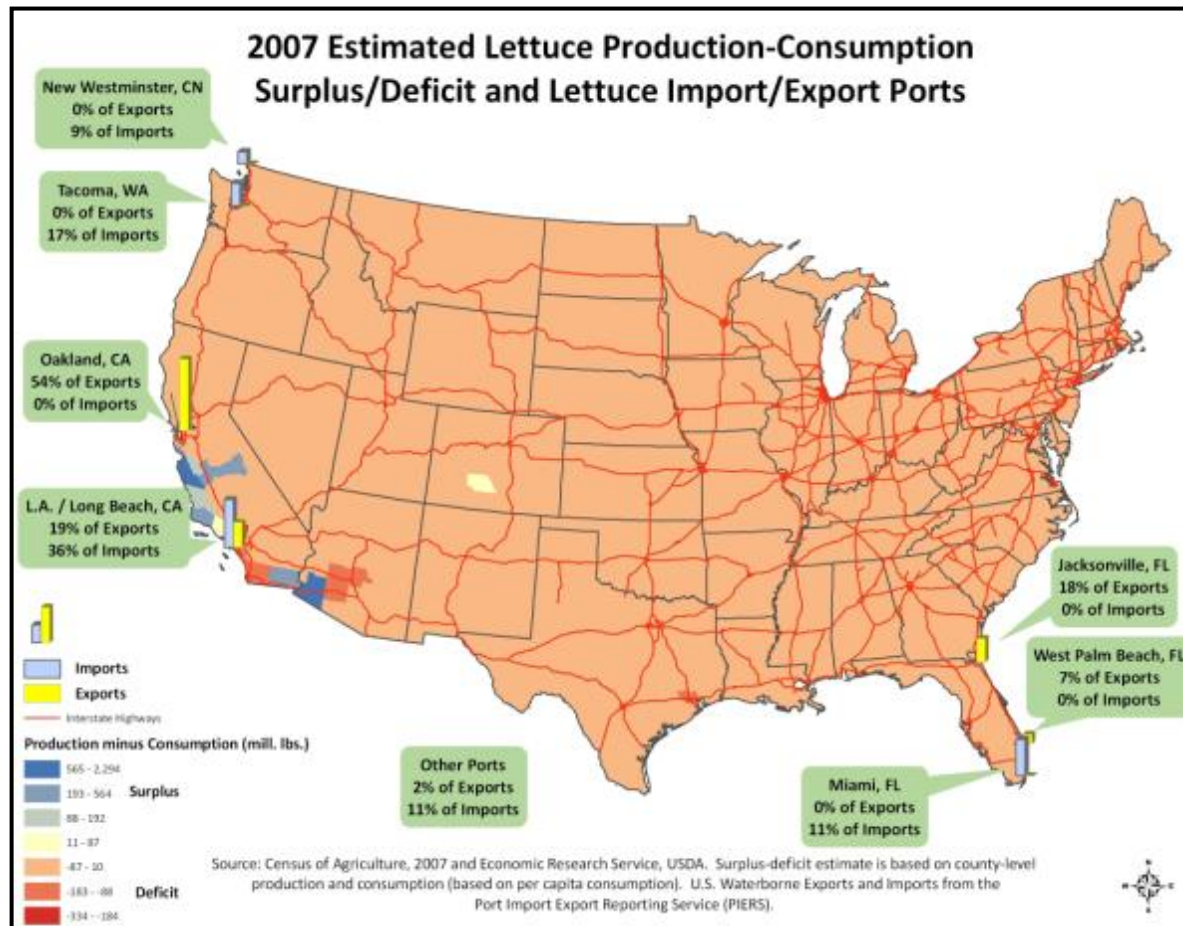 2007 Estimated Lettuce Production-Consumption
Surplus/Deficit and Lettuce Import/Export Ports
New Westminster, CN
0% of Exports
9% of Imports
Tacoma, WA
0% of Exports
17% of Imports
Oakland, CA
54% of Exports
0% of Imports
L.A. / Long Beach, CA
19% of Exports
36% of Imports
Jacksonville, FL
18% of Exports
0% of Imports
West Palm Beach, FL
7% of Exports
0% of Imports
Miami, FL
0% of Exports
11% of Imports
Other Ports
2% of Exports
11% of Imports
Imports
Exports
Interstate Highways
Production minus Consumption (mill. lbs.)
565 - 2,294
193 - 564
Surplus
88 - 192
11 - 87
-87 - 10
-183 - -88
Deficit
-334 - -184
Source: Census of Agriculture, 2007 and Economic Research Service, USDA. Surplus-deficit estimate is based on county-level
production and consumption (based on per capita consumption). U.S. Waterborne Exports and Imports from the
Port Import Export Reporting Service (PIERS).